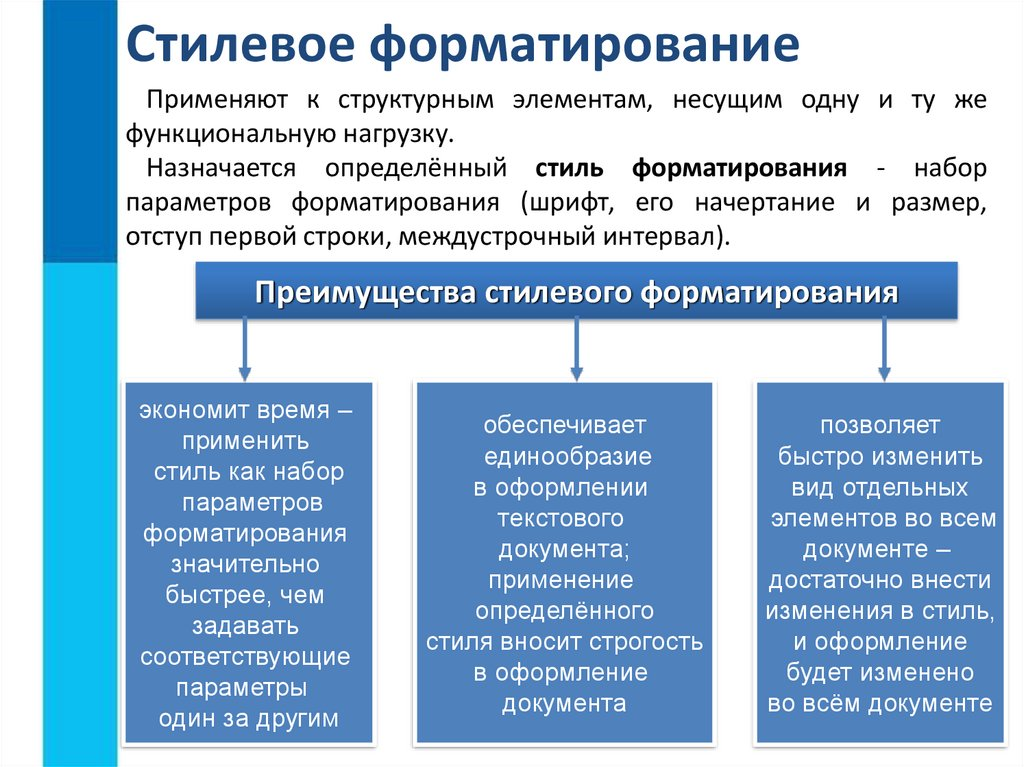 Стилевое форматирование
Применяют к структурным элементам, несущим одну и ту же
функциональную нагрузку.
Назначается определённый стиль форматирования - набор
параметров форматирования (шрифт, его начертание и размер,
отступ первой строки, междустрочный интервал).
Преимущества стилевого форматирования
экономит время –
применить
стиль как набор
параметров
форматирования
значительно
быстрее, чем
задавать
соответствующие
параметры
один за другим
обеспечивает
единообразие
в оформлении
текстового
документа;
применение
определённого
стиля вносит строгость
в оформление
документа
позволяет
быстро изменить
вид отдельных
элементов во всем
документе –
достаточно внести
изменения в стиль,
и оформление
будет изменено
во всём документе